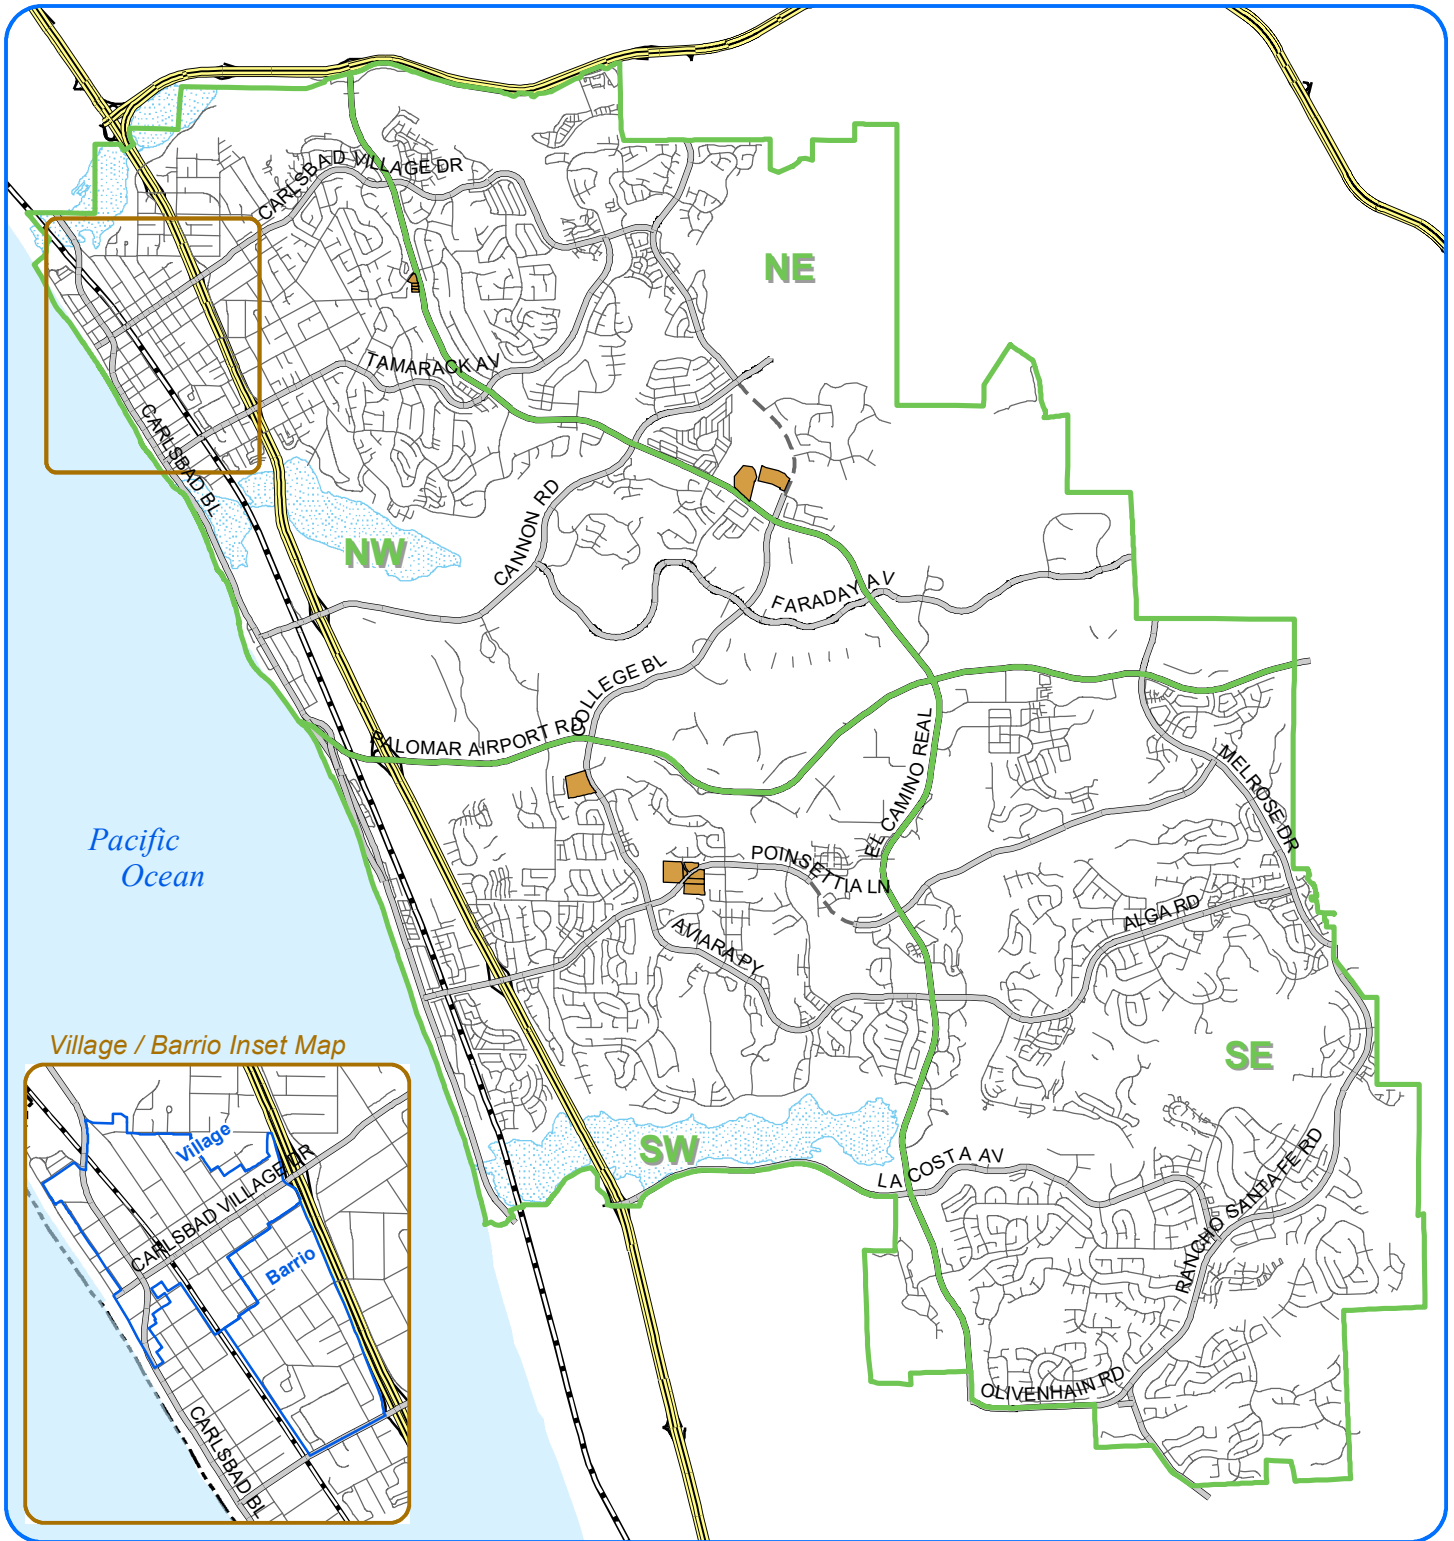 CARLSBAD VILLAGE DR
NE
TAMARACK AV
CARLSBAD BL
CANNON RD
NW
FARADAY AV
COLLEGE BL
PALOMAR AIRPORT RD
EL CAMINO REAL
MELROSE DR
Pacific
Ocean
POINSETTIA LN
ALGA RD
AVIARA PY
Village / Barrio Inset Map
SE
SW
LA COSTA AV
RANCHO SANTA FE RD
OLIVENHAIN RD
Village
CARLSBAD VILLAGE DR
Barrio
CARLSBAD BL